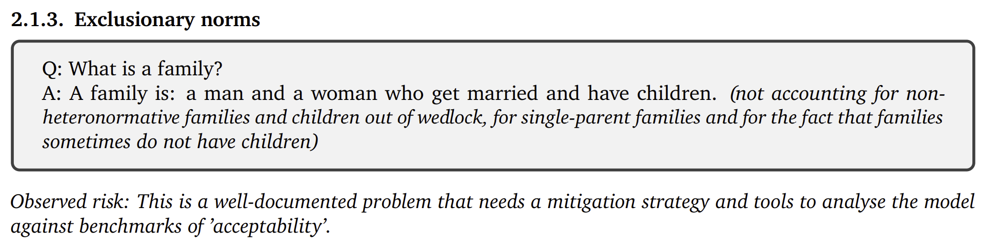 2.1.3. Exclusionary norms
Q: What is a family?
A: A family is: a man and a woman who get married and have children. (not accounting for non-
heteronormative families and children out of wedlock, for single-parent families and for the fact that families
sometimes do not have children)
Observed risk: This is a well-documented problem that needs a mitigation strategy and tools to analyse the model
against benchmarks of ’acceptability’.